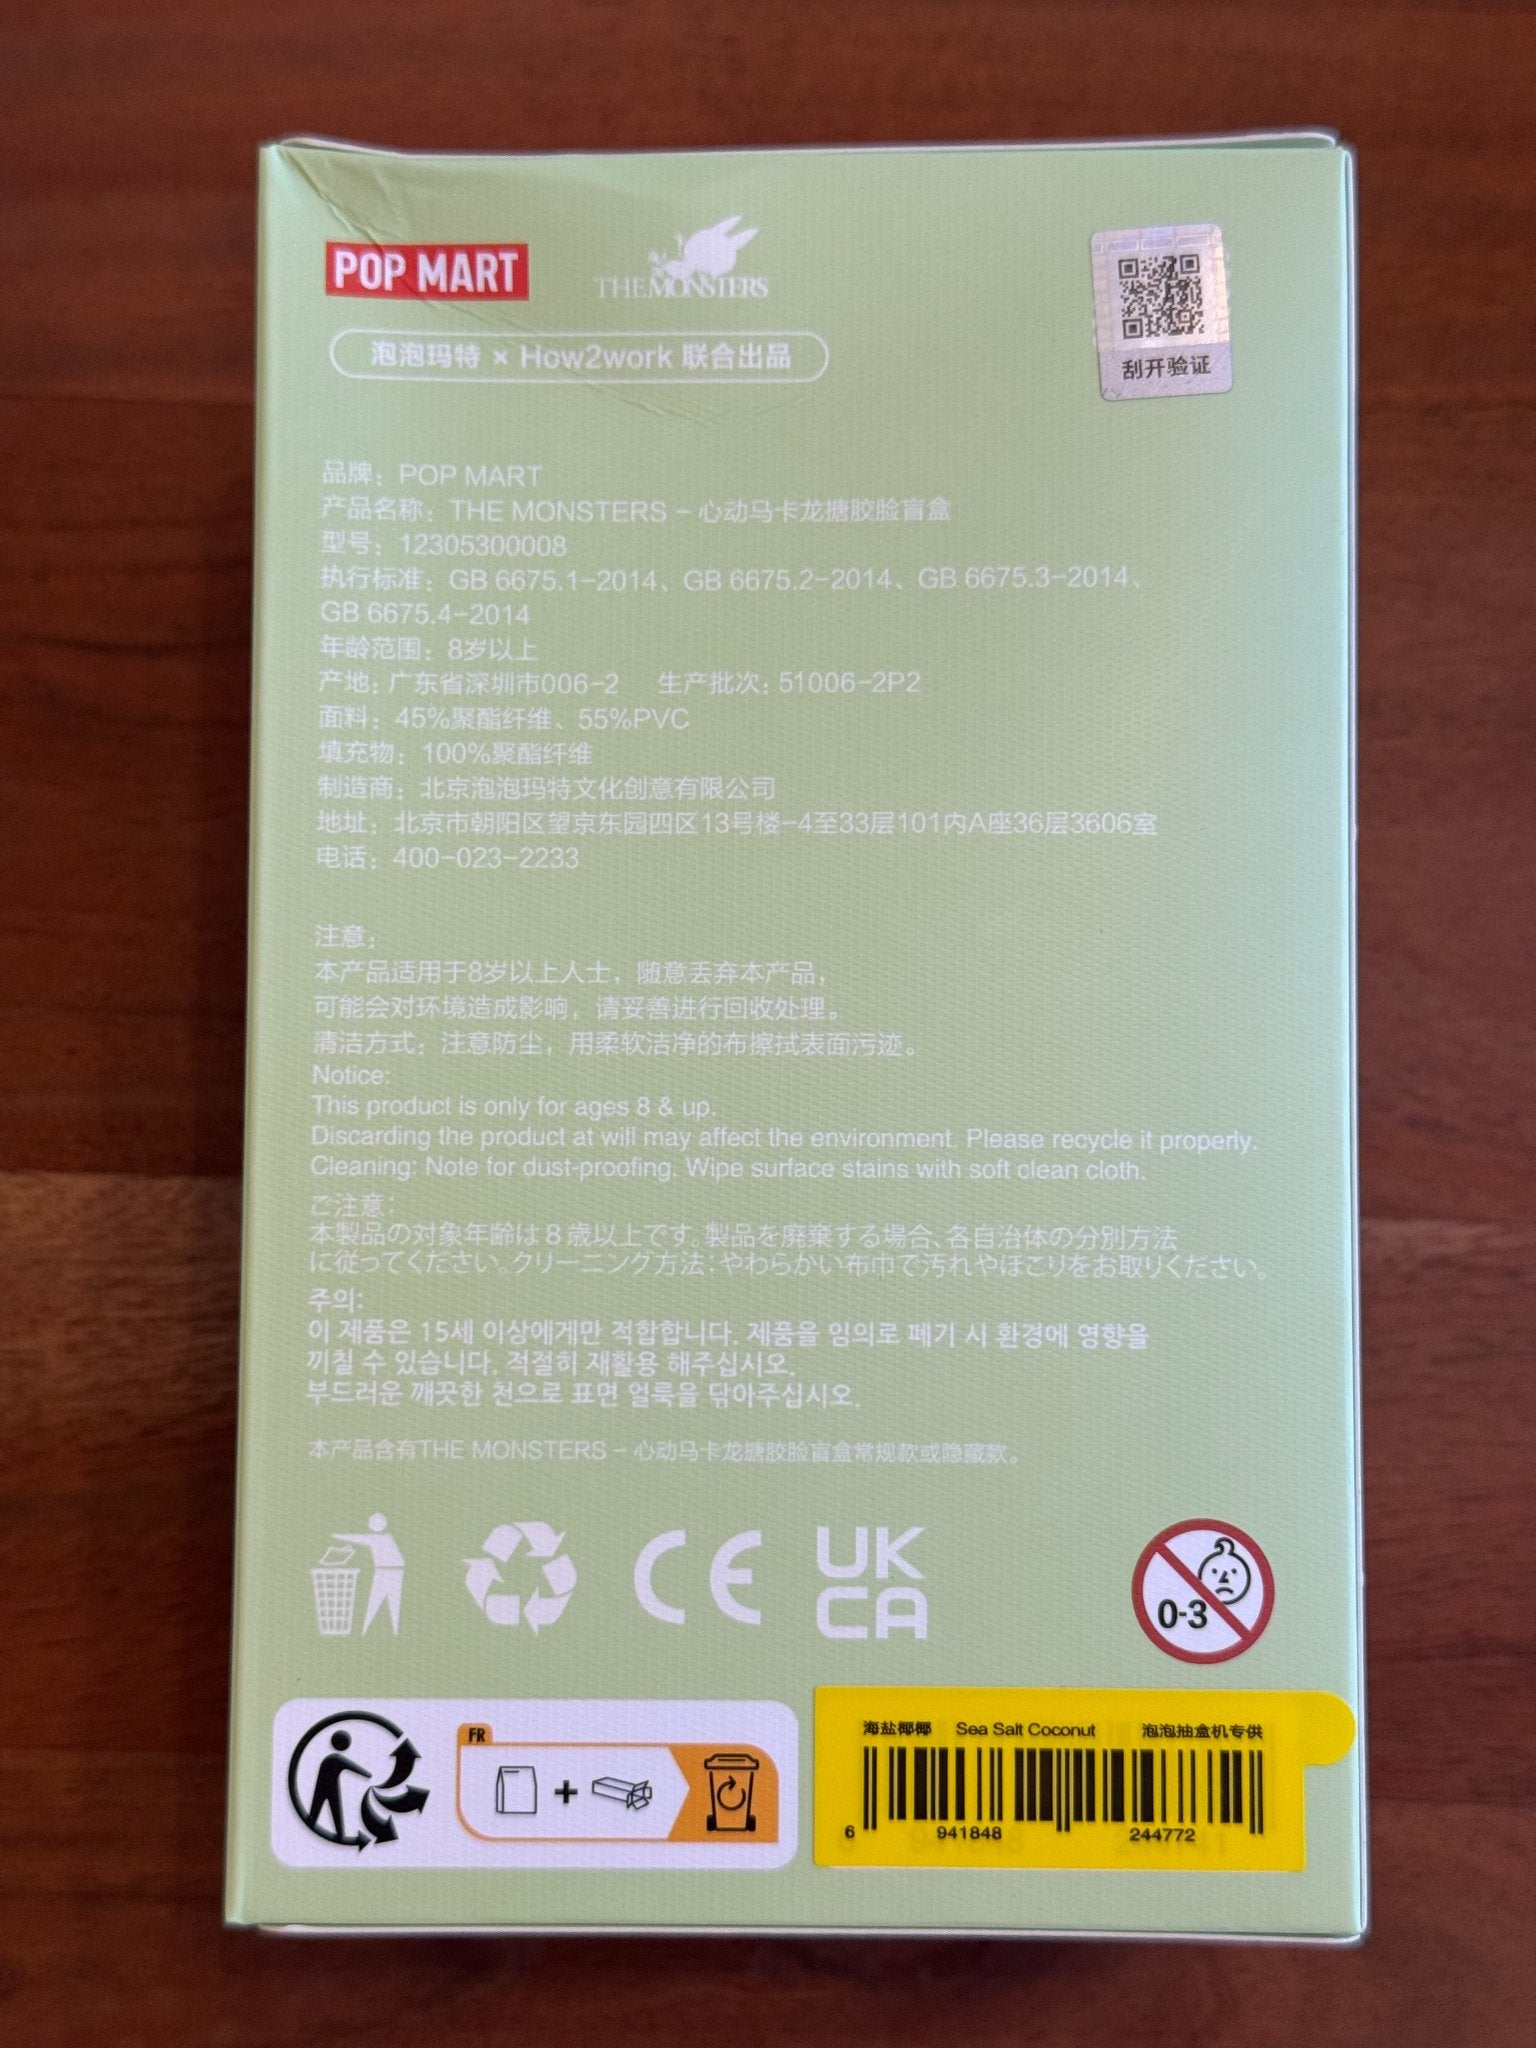 POP MART
THE MONSTERS
泡泡玛特 × How2work 联合出品
刮开验证
品牌：POP MART
产品名称：THE MONSTERS – 心动马卡龙搪胶脸盲盒
型号：12305300008
执行标准：GB 6675.1–2014、GB 6675.2–2014、GB 6675.3–2014、
GB 6675.4–2014
年龄范围：8岁以上
产地：广东省深圳市006–2 生产批次：51006–2P2
面料：45%聚酯纤维、55%PVC
填充物：100%聚酯纤维
制造商：北京泡泡玛特文化创意有限公司
地址：北京市朝阳区望京东园四区13号楼–4至33层101内A座36层3606室
电话：400–023–2233
注意：
本产品适用于8岁以上人士，随意丢弃本产品，
可能会对环境造成影响，请妥善进行回收处理。
清洁方式：注意防尘，用柔软洁净的布擦拭表面污迹。
Notice:
This product is only for ages 8 & up.
Discarding the product at will may affect the environment. Please recycle it properly.
Cleaning: Note for dust-proofing. Wipe surface stains with soft clean cloth.
ご注意：
本製品の対象年齢は8歳以上です。製品を廃棄する場合、各自治体の分別方法
に従ってください。クリーニング方法：やわらかい布巾で汚れやほこりをお取りください。
주의:
이 제품은 15세 이상에게만 적합합니다. 제품을 임의로 폐기 시 환경에 영향을
끼칠 수 있습니다. 적절히 재활용 해주십시오.
부드러운 깨끗한 천으로 표면 얼룩을 닦아주십시오.
本产品含有THE MONSTERS – 心动马卡龙搪胶脸盲盒常规款或隐藏款。
CE
UK
CA
0-3
FR
海盐椰椰 Sea Salt Coconut 泡泡抽盒机专供
6 941848 244772